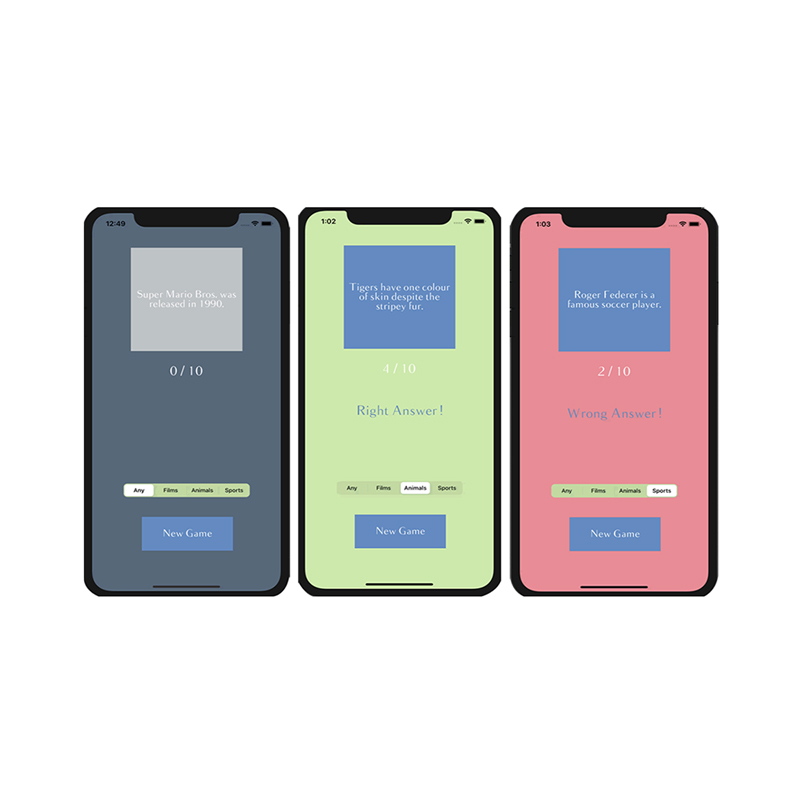 12:49
Super Mario Bros. was
released in 1990.
0 / 10
Any Films Animals Sports
New Game
1:02
Tigers have one colour
of skin despite the
stripey fur.
4 / 10
Right Answer!
Any Films Animals Sports
New Game
1:03
Roger Federer is a
famous soccer player.
2 / 10
Wrong Answer!
Any Films Animals Sports
New Game